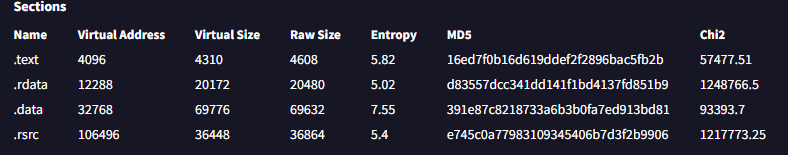 Sections
Name Virtual Address Virtual Size Raw Size Entropy MD5 Chi2
.text 4096 4310 4608 5.82 16ed7f0b16d619ddef2f2896bac5fb2b 57477.51
.rdata 12288 20172 20480 5.02 d83557dcc341dd141f1bd4137fd851b9 1248766.5
.data 32768 69776 69632 7.55 391e87c8218733a6b3b0fa7ed913bd81 93393.7
.rsrc 106496 36448 36864 5.4 e745c0a77983109345406b7d3f2b9906 1217773.25